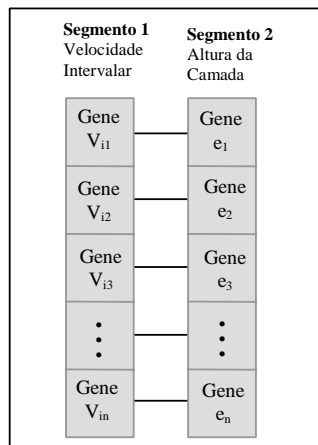 Segmento 1
Velocidade
Intervalar
Segmento 2
Altura da
Camada
Gene
Vi1
Gene
e1
Gene
Vi2
Gene
e2
Gene
Vi3
Gene
e3
Gene
Vin
Gene
en